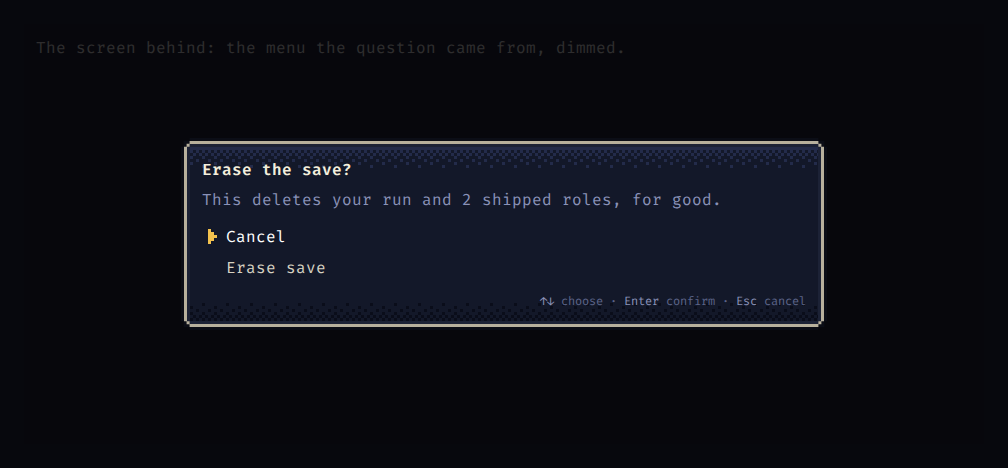 The screen behind: the menu the question came from, dimmed.
Erase the save?
This deletes your run and 2 shipped roles, for good.
Cancel
Erase save
↑↓ choose · Enter confirm · Esc cancel